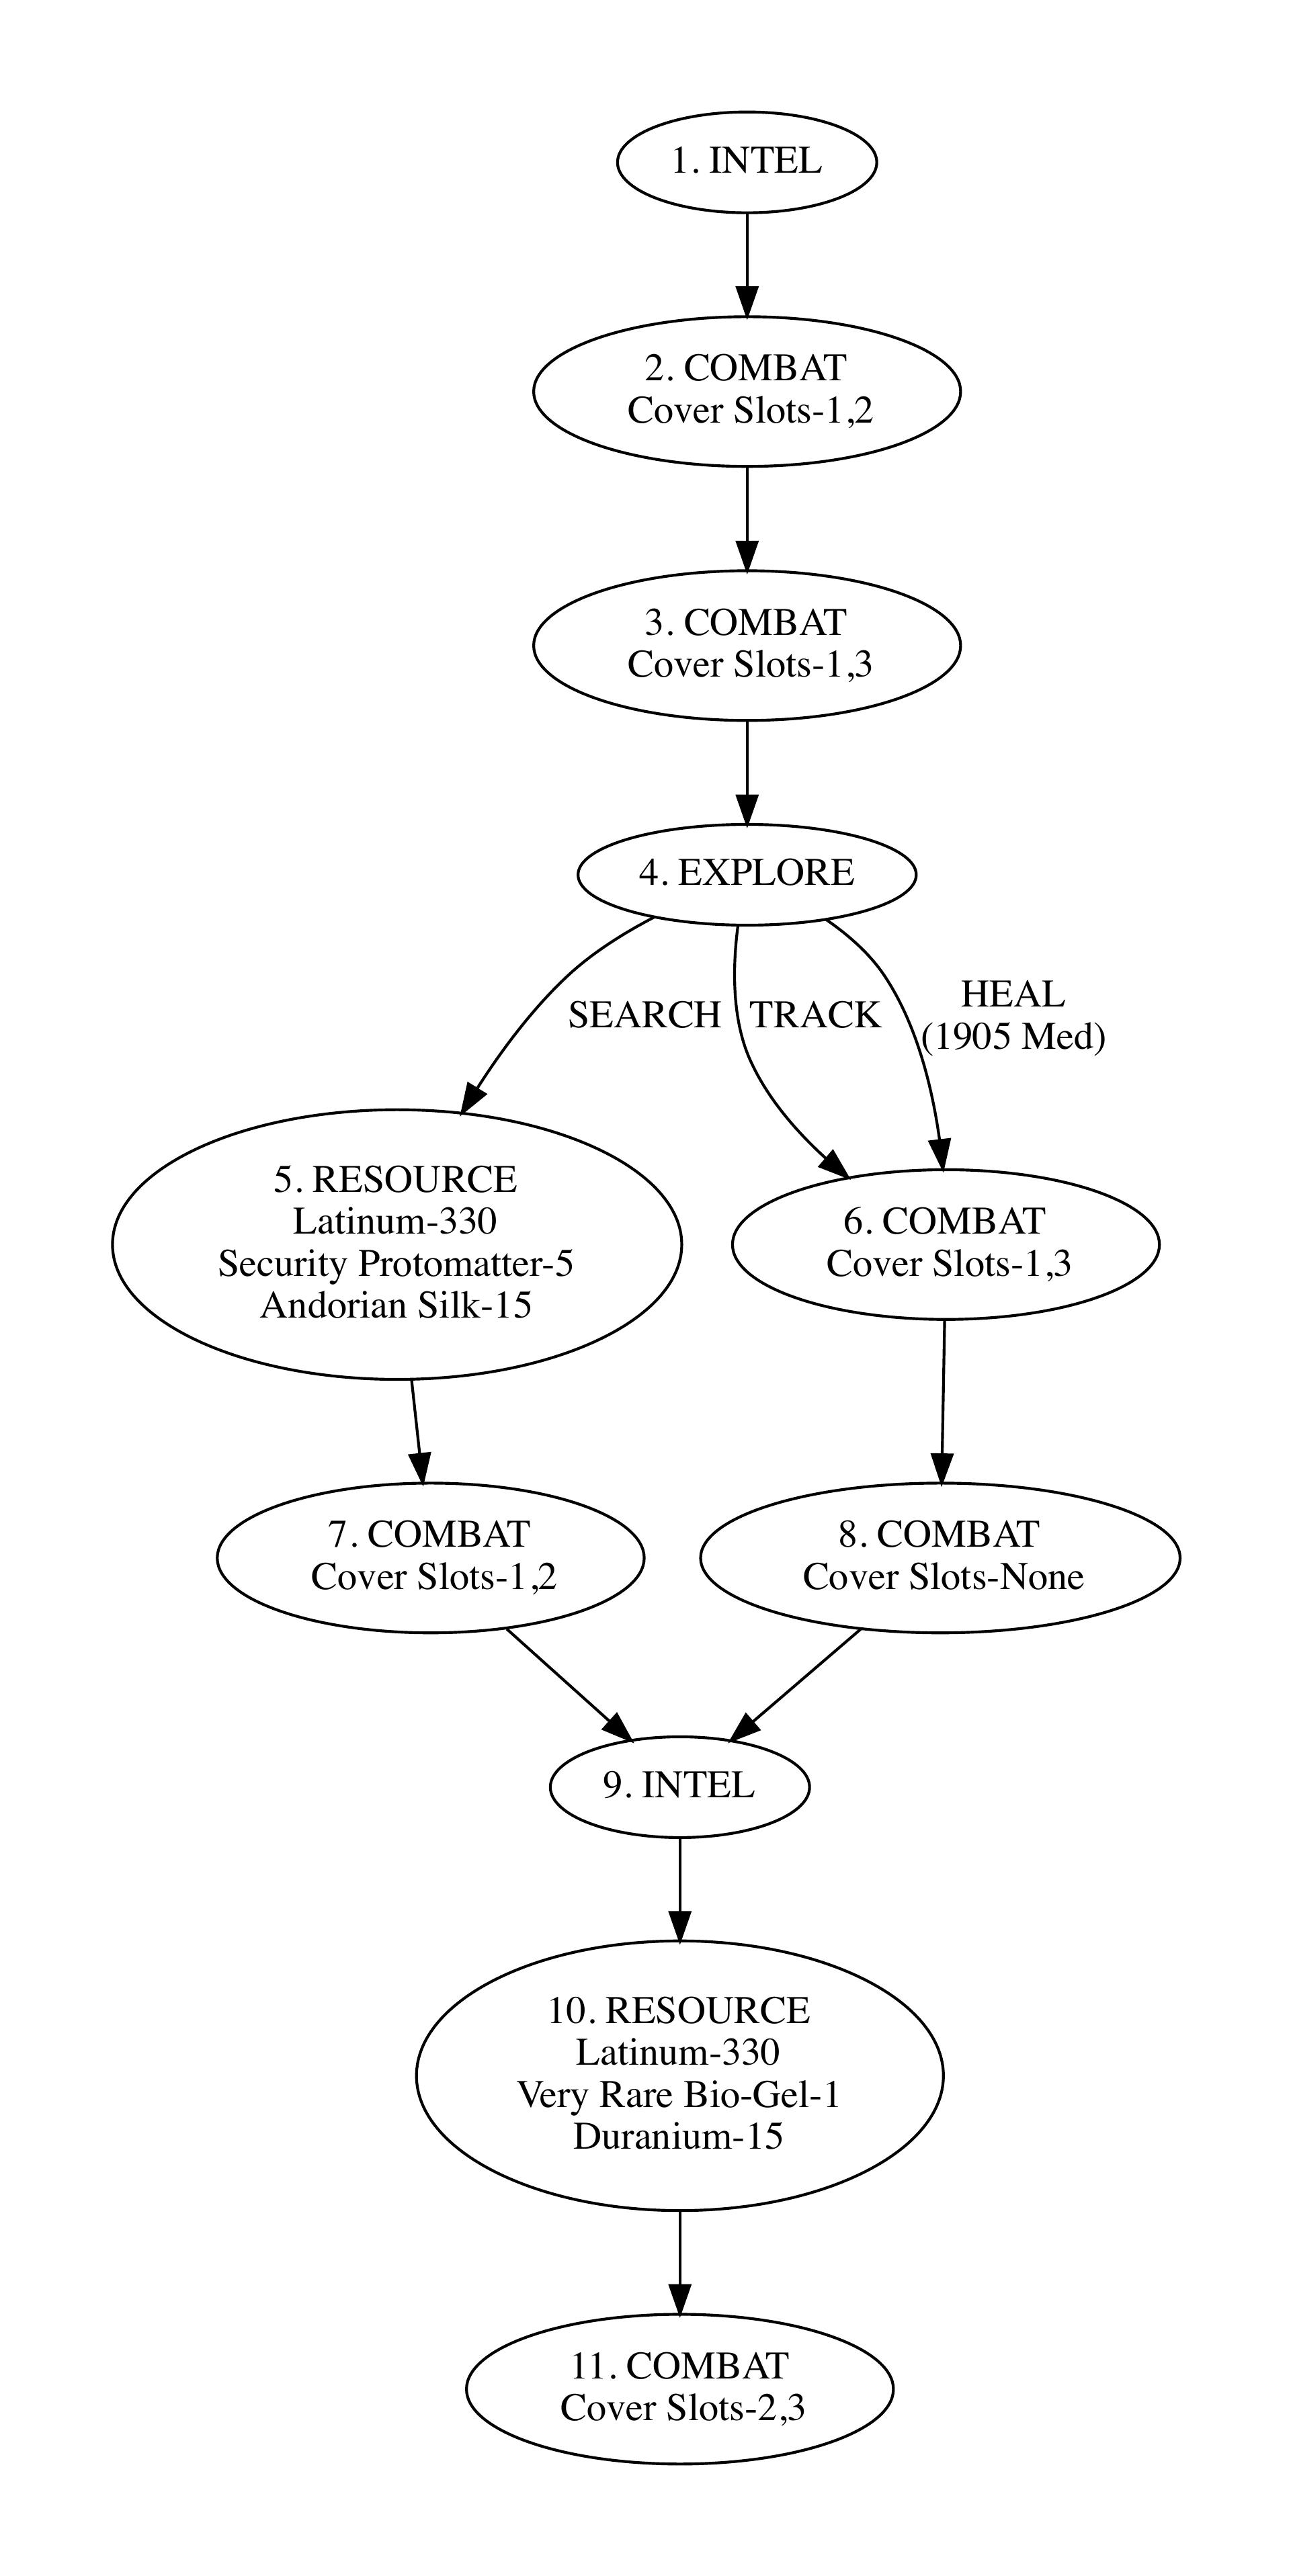 1. INTEL
2. COMBAT
Cover Slots-1,2
3. COMBAT
Cover Slots-1,3
4. EXPLORE
SEARCH
TRACK
HEAL
(1905 Med)
5. RESOURCE
Latinum-330
Security Protomatter-5
Andorian Silk-15
6. COMBAT
Cover Slots-1,3
7. COMBAT
Cover Slots-1,2
8. COMBAT
Cover Slots-None
9. INTEL
10. RESOURCE
Latinum-330
Very Rare Bio-Gel-1
Duranium-15
11. COMBAT
Cover Slots-2,3